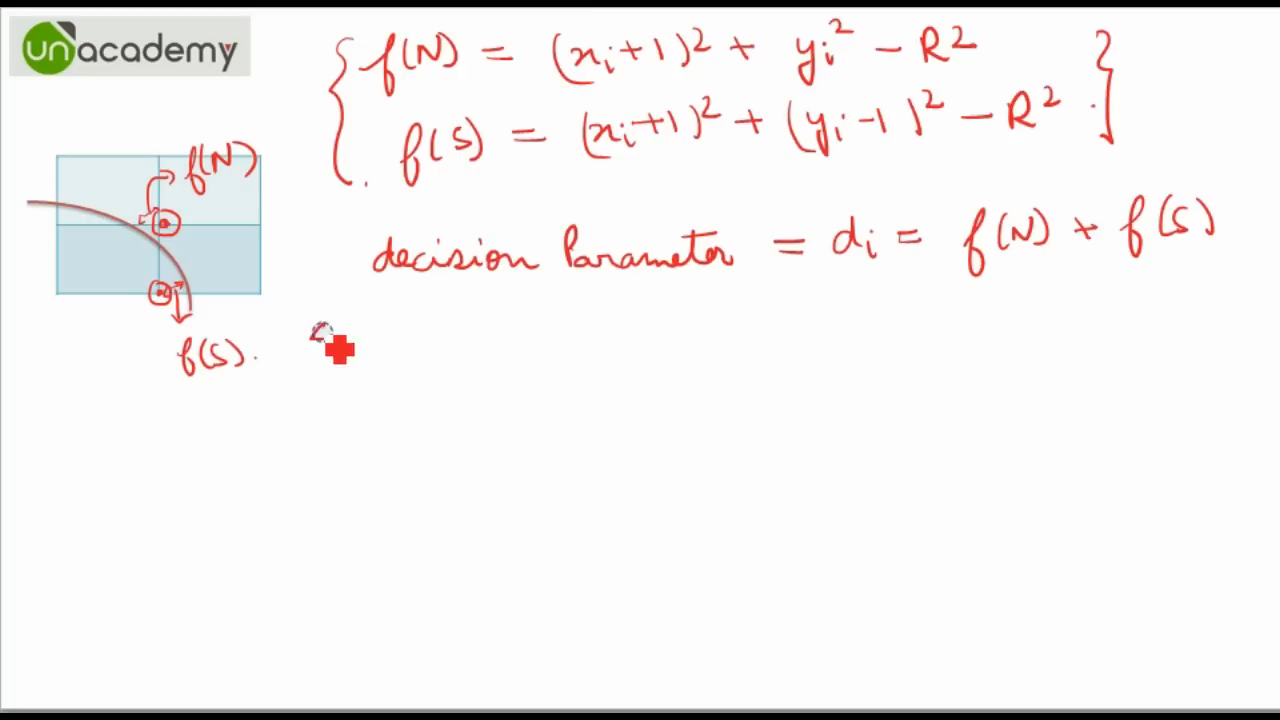 unacademy
f(N) = (xi+1)² + yi² - R²
f(S) = (xi+1)² + (yi-1)² - R²
f(N)
decision Parameter = di = f(N) + f(S)
f(S).